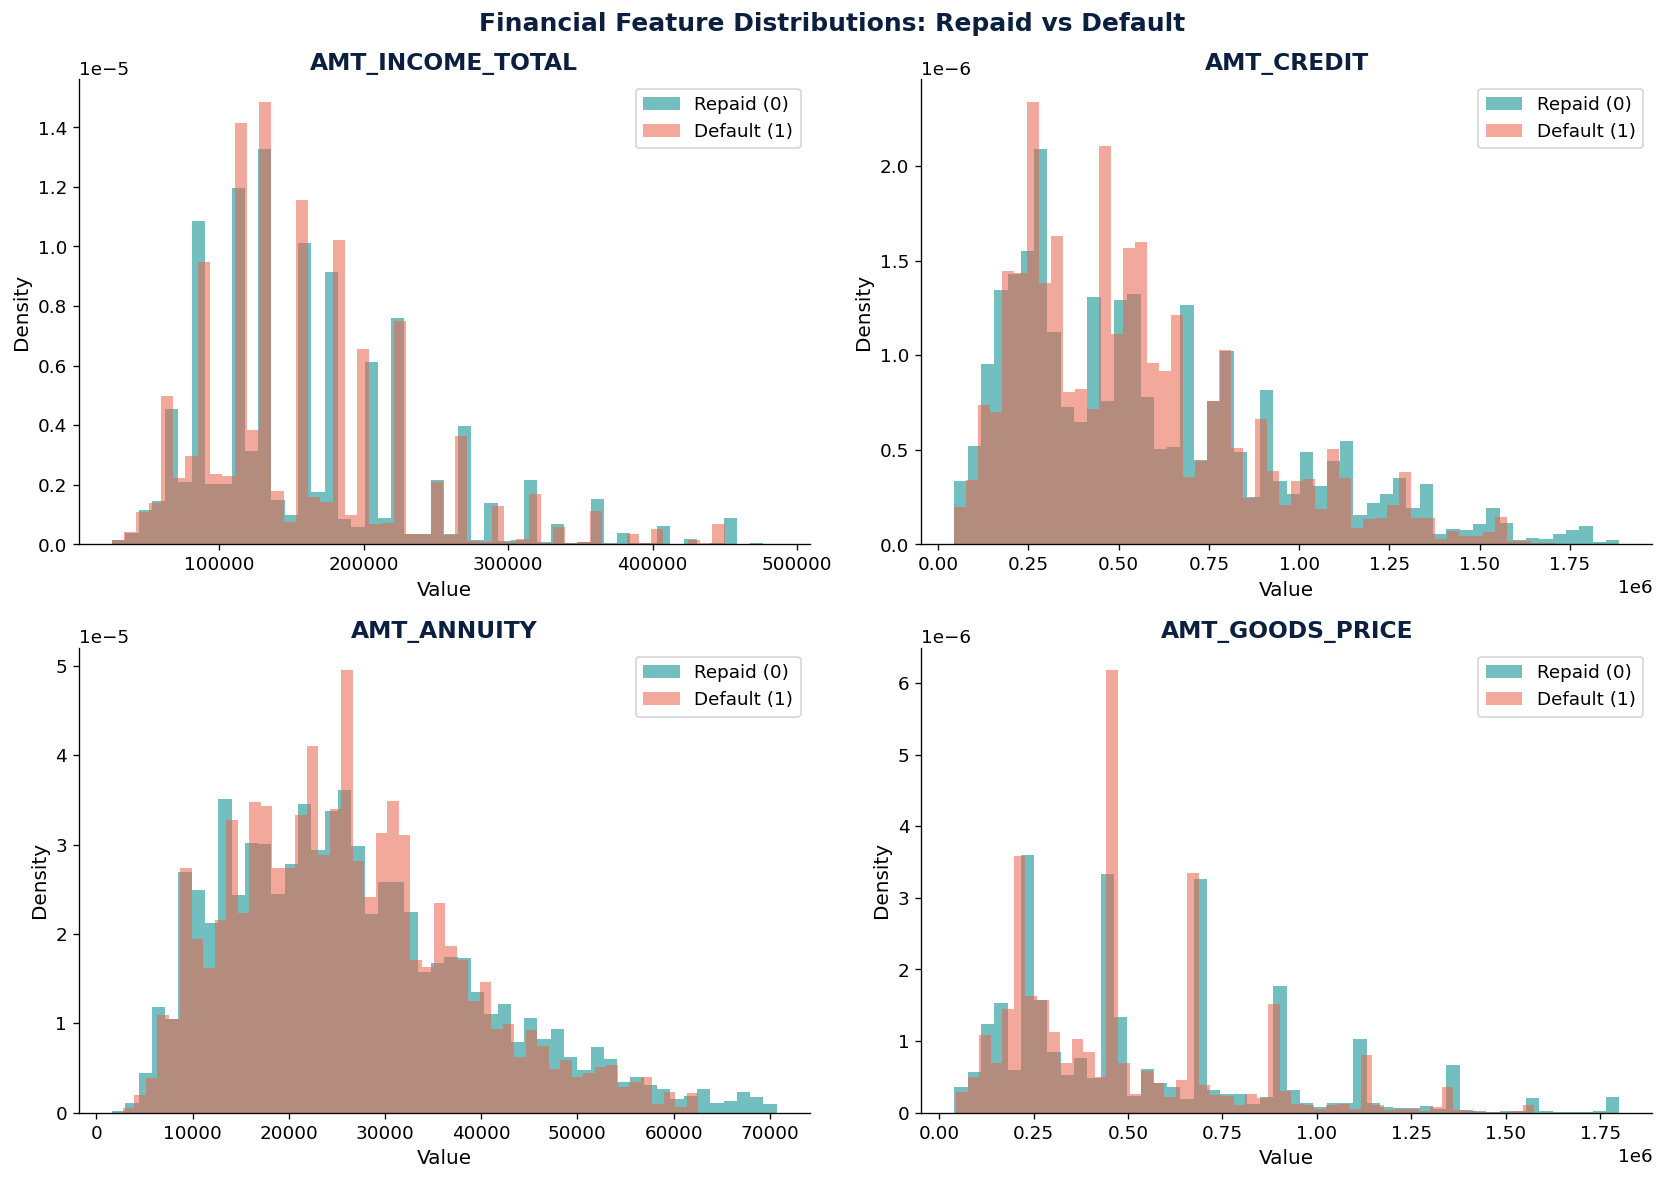 Financial Feature Distributions: Repaid vs Default
AMT_INCOME_TOTAL
1e−5
Repaid (0)
Default (1)
Density
1.4
1.2
1.0
0.8
0.6
0.4
0.2
0.0
100000 200000 300000 400000 500000
Value
AMT_CREDIT
1e−6
Repaid (0)
Default (1)
Density
2.0
1.5
1.0
0.5
0.0
0.00 0.25 0.50 0.75 1.00 1.25 1.50 1.75
1e6
Value
AMT_ANNUITY
1e−5
Repaid (0)
Default (1)
Density
5
4
3
2
1
0
0 10000 20000 30000 40000 50000 60000 70000
Value
AMT_GOODS_PRICE
1e−6
Repaid (0)
Default (1)
Density
6
5
4
3
2
1
0
0.00 0.25 0.50 0.75 1.00 1.25 1.50 1.75
1e6
Value